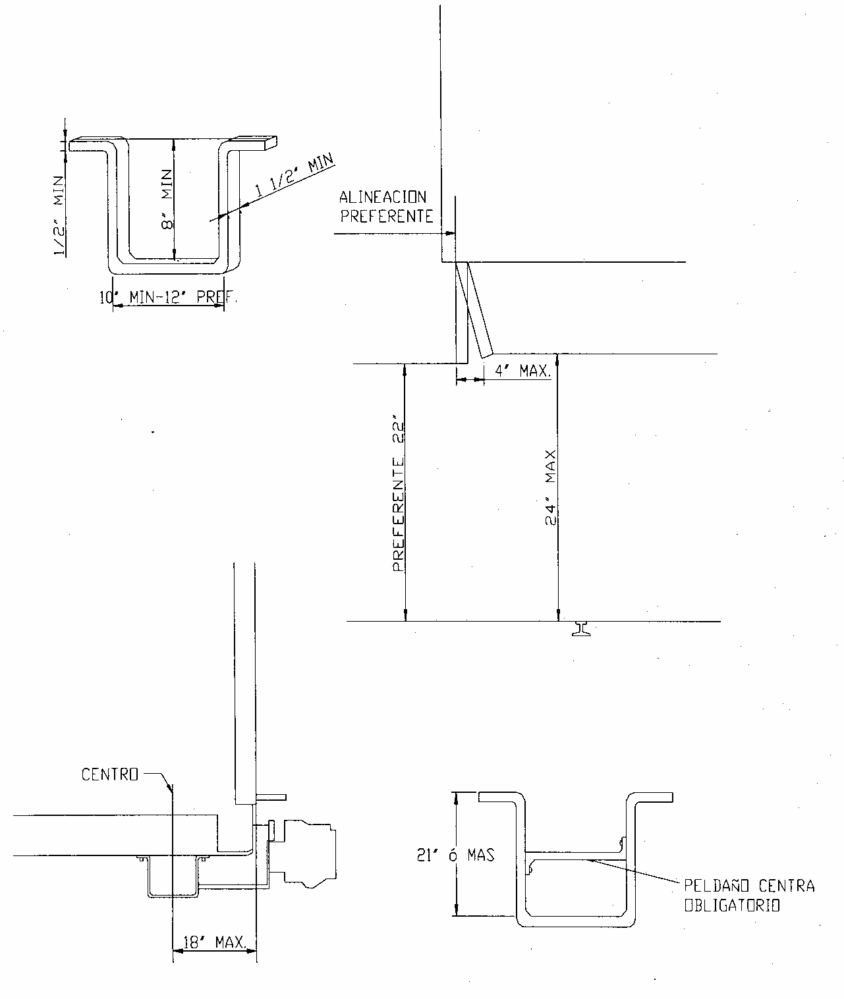 1/2" MIN
8" MIN
1 1/2" MIN
10" MIN-12" PREF.
ALINEACION
PREFERENTE
4" MAX.
PREFERENTE 22"
24" MAX
CENTRO
18" MAX.
21" ó MAS
PELDAÑO CENTRA
OBLIGATORIO